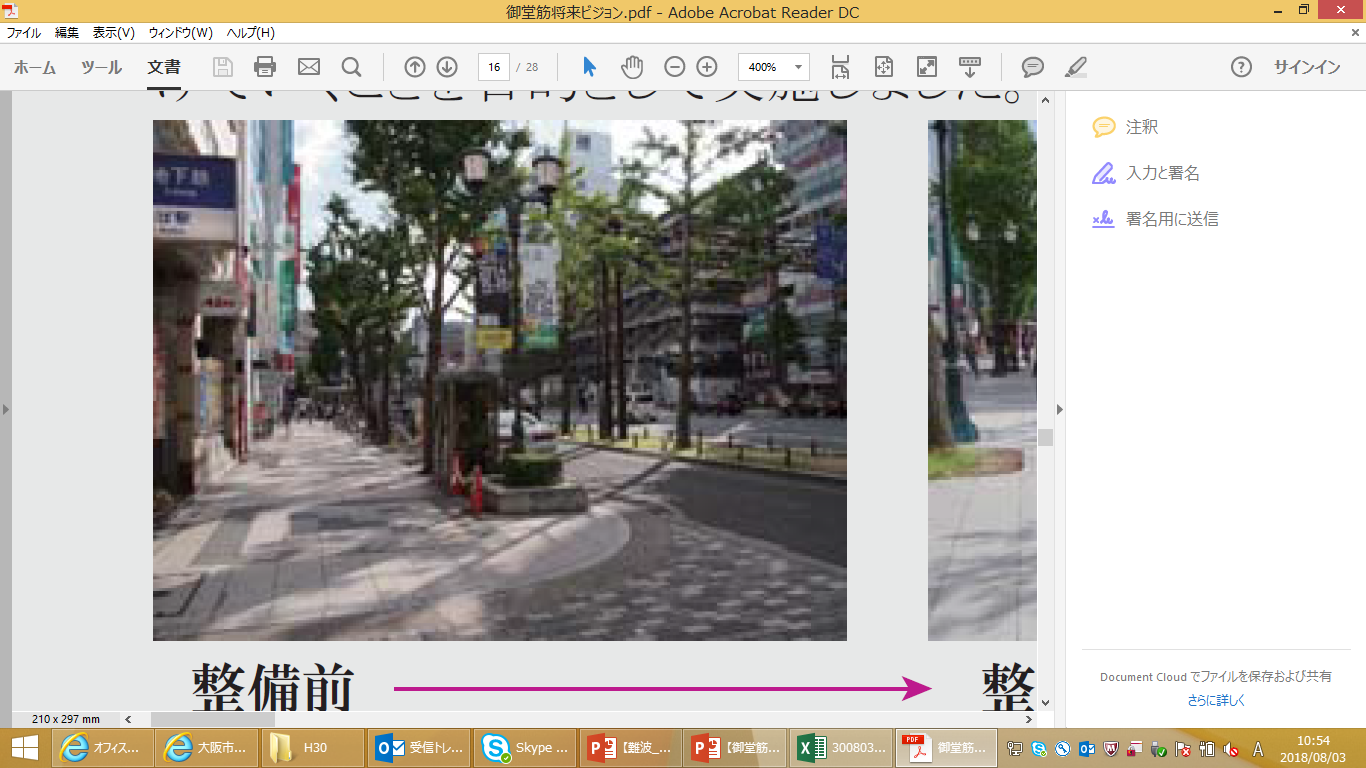 御堂筋将来ビジョン.pdf - Adobe Acrobat Reader DC
ファイル 編集 表示(V) ウィンドウ(W) ヘルプ(H)
ホーム ツール 文書 16 / 28 400% サインイン
注釈
入力と署名
署名用に送信
地下鉄
整備前
整
Document Cloud でファイルを保存および共有
さらに詳しく
210 x 297 mm
オフィス... 大阪市... H30 受信トレ... Skype ... 【難波_... 【御堂筋... 300803... 御堂筋... A 10:54
2018/08/03